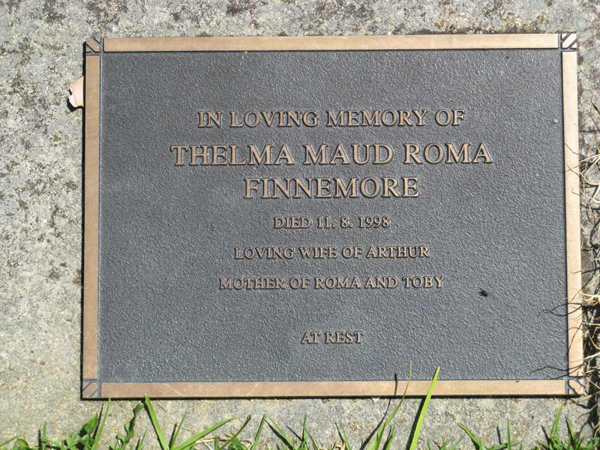 IN LOVING MEMORY OF
THELMA MAUD ROMA
FINNEMORE
DIED 11. 8. 1998
LOVING WIFE OF ARTHUR
MOTHER OF ROMA AND TOBY
AT REST